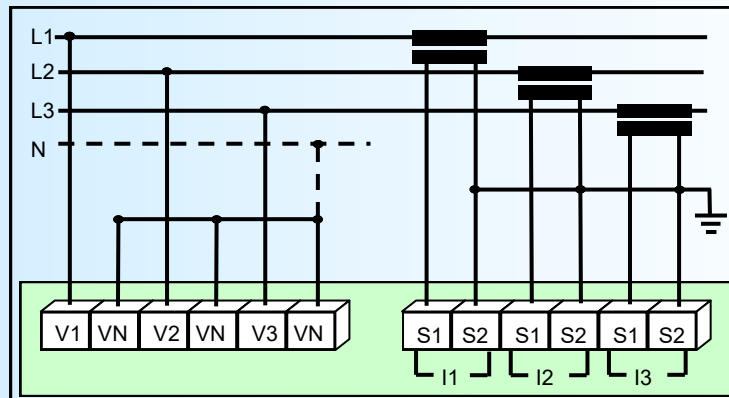 L1
L2
L3
N
V1 VN V2 VN V3 VN S1 S2 S1 S2 S1 S2
I1 I2 I3